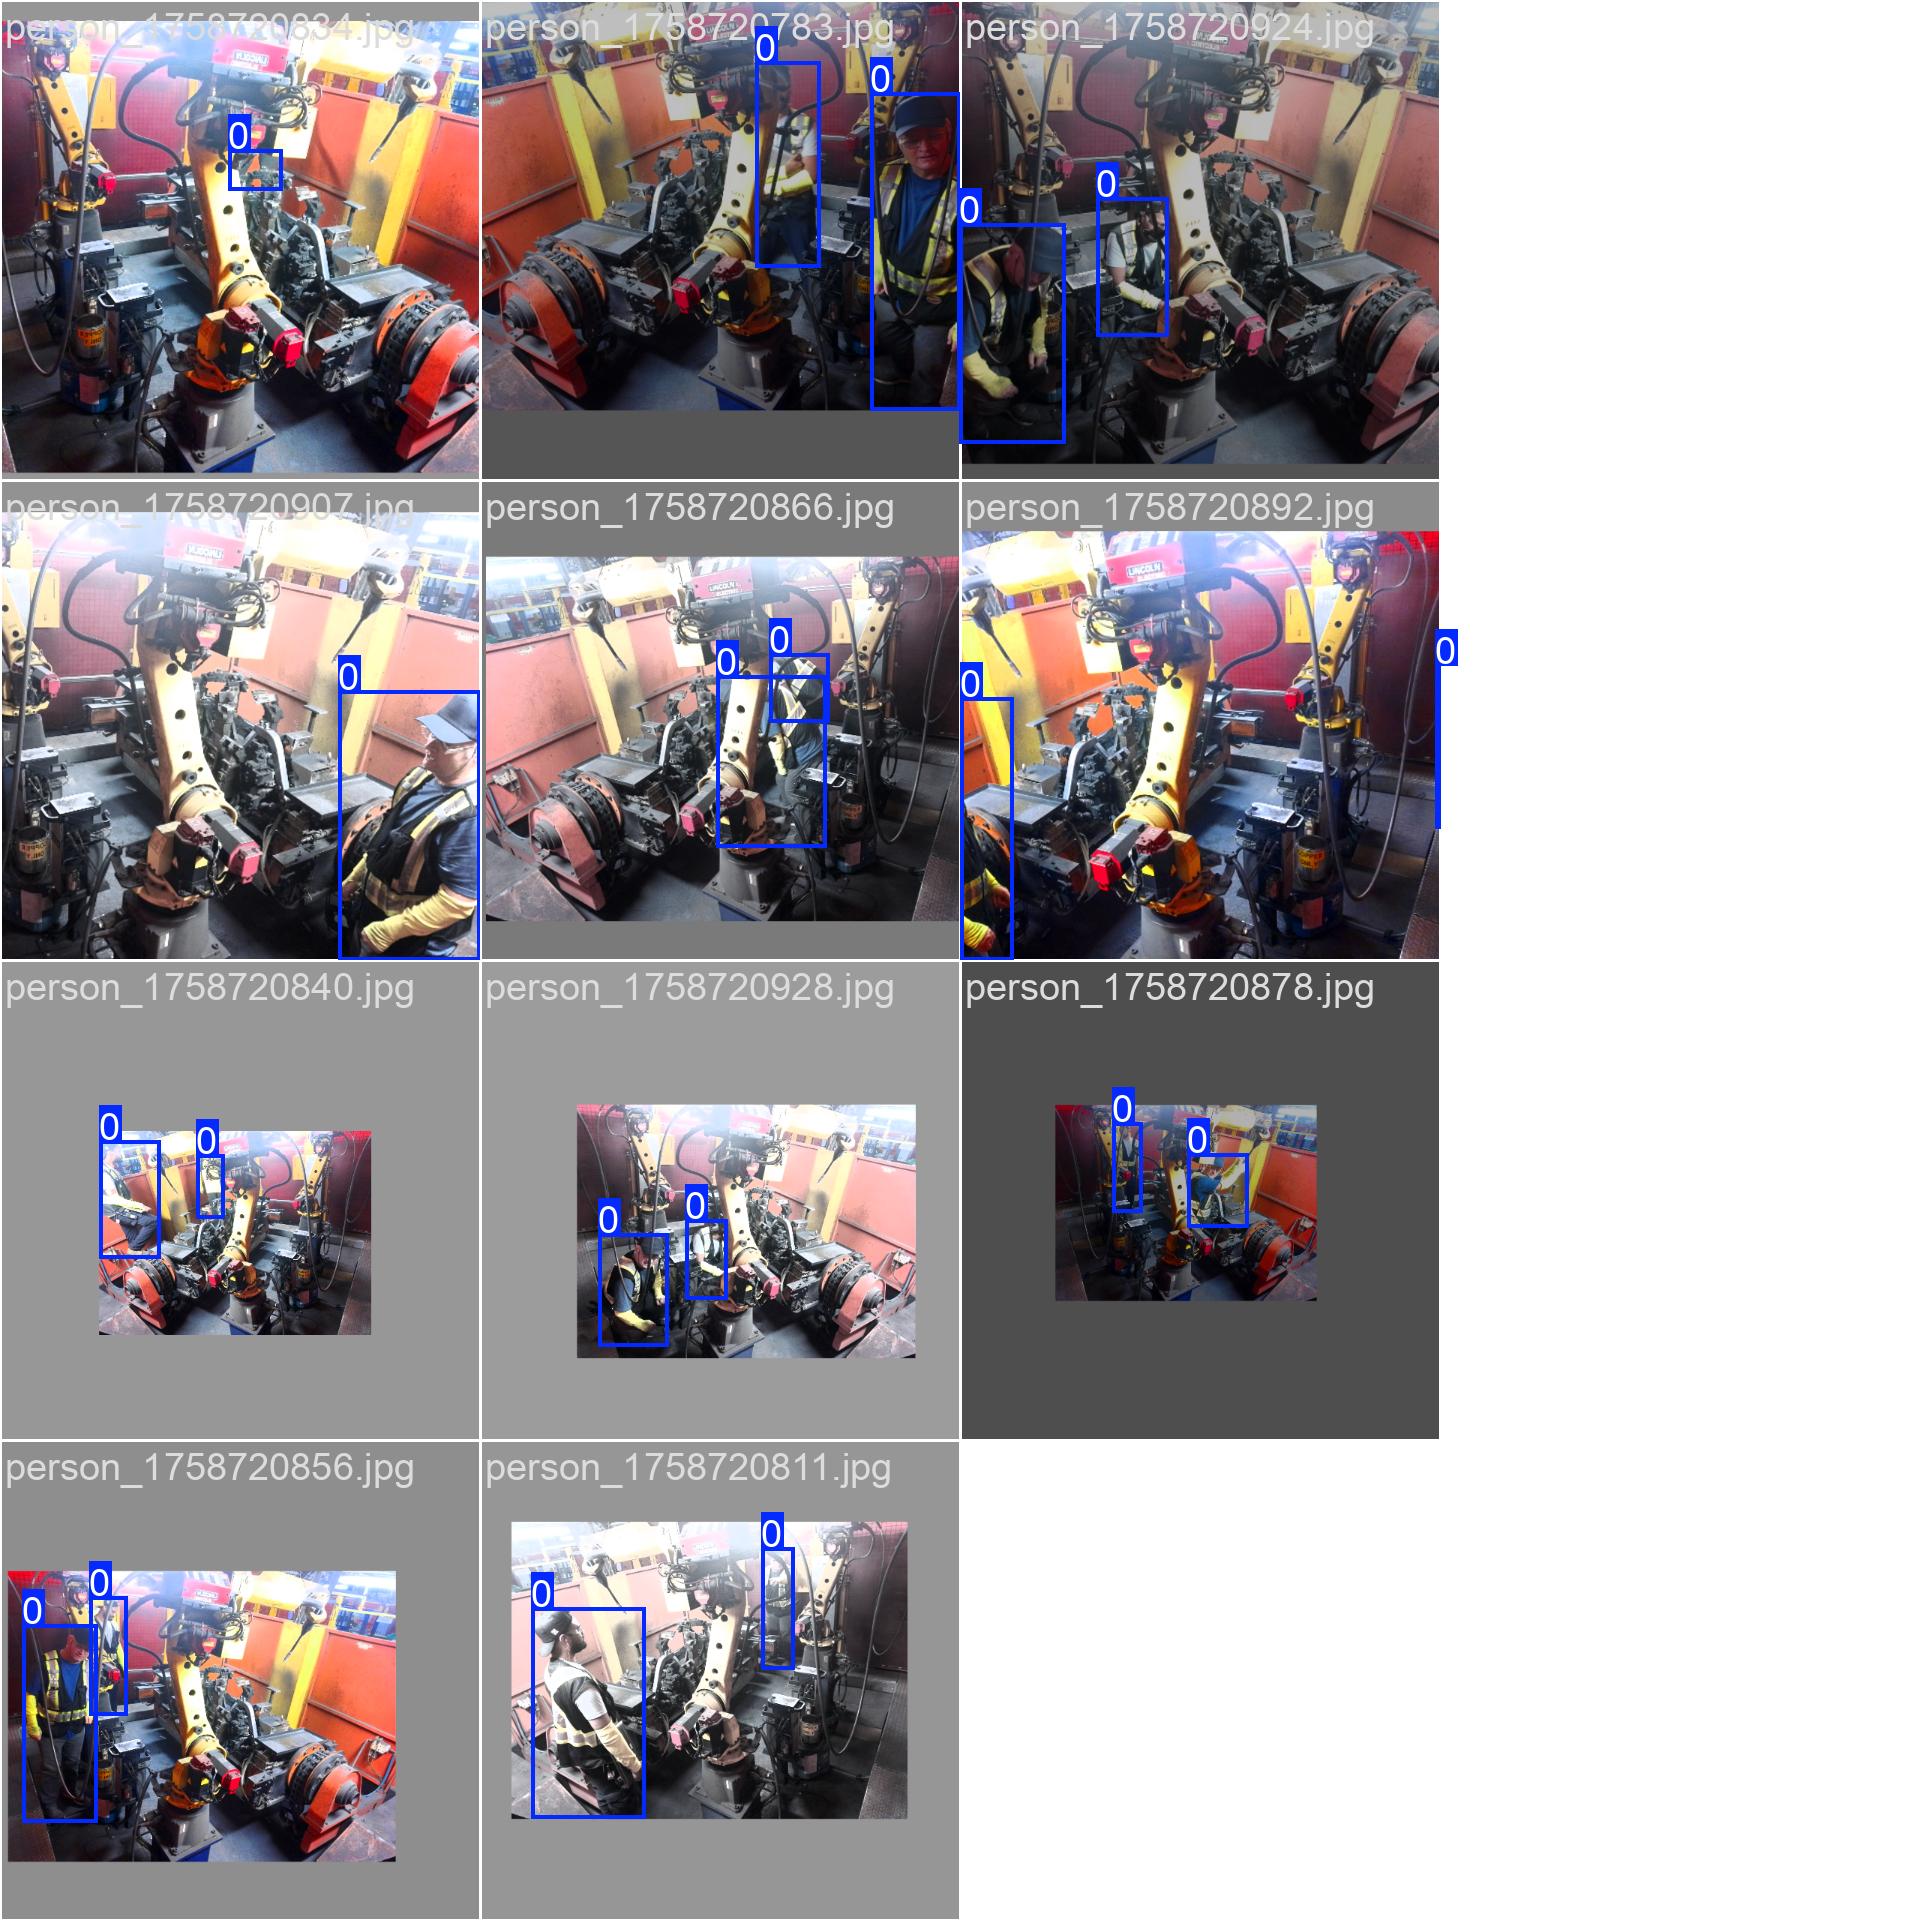 person_1758720834.jpg
person_1758720783.jpg
person_1758720924.jpg
0
0
0
0
0
LINCOLN
person_1758720907.jpg
person_1758720866.jpg
person_1758720892.jpg
0
0
0
0
0
LINCOLN
ELECTRIC
LINCOLN
person_1758720840.jpg
person_1758720928.jpg
person_1758720878.jpg
0
0
0
0
0
0
person_1758720856.jpg
person_1758720811.jpg
0
0
0
0